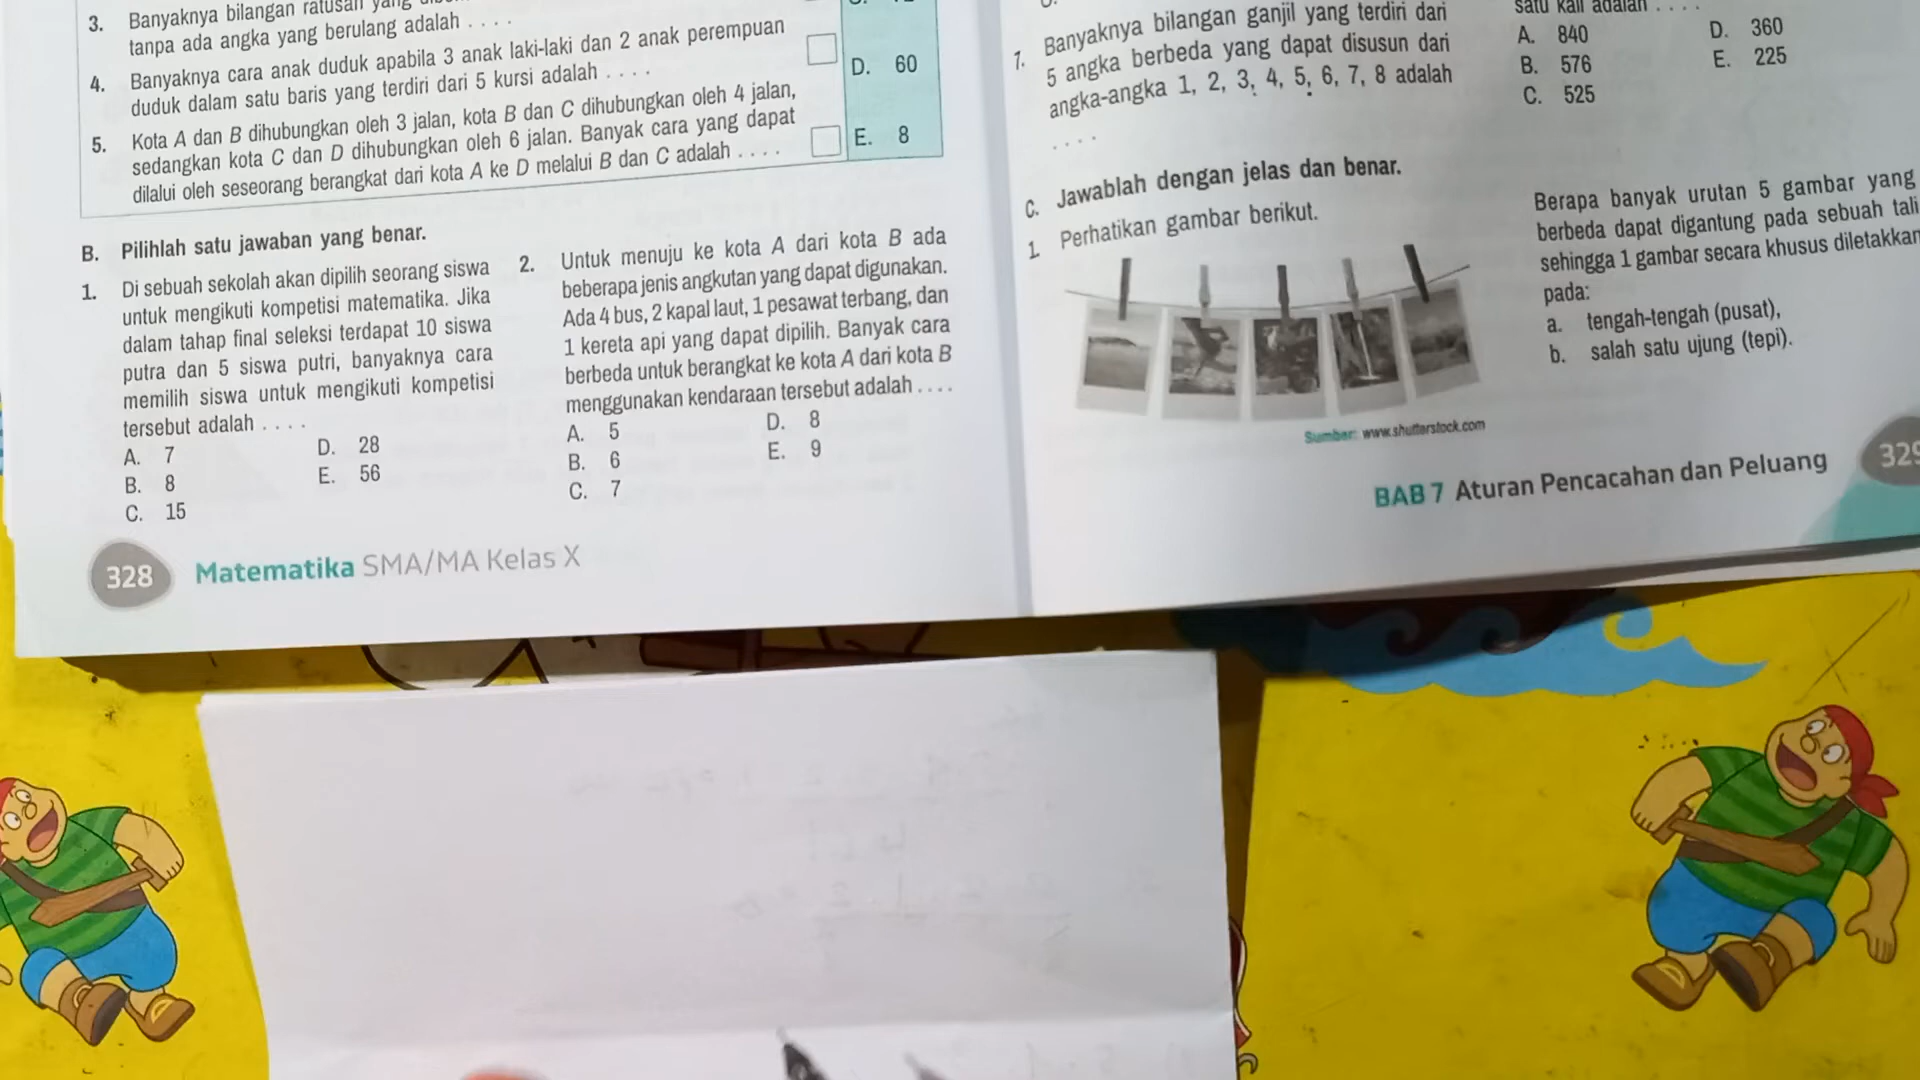 3. Banyaknya bilangan ratusan yang
tanpa ada angka yang berulang adalah . . . .
4. Banyaknya cara anak duduk apabila 3 anak laki-laki dan 2 anak perempuan
duduk dalam satu baris yang terdiri dari 5 kursi adalah . . . .
5. Kota A dan B dihubungkan oleh 3 jalan, kota B dan C dihubungkan oleh 4 jalan,
sedangkan kota C dan D dihubungkan oleh 6 jalan. Banyak cara yang dapat
dilalui oleh seseorang berangkat dari kota A ke D melalui B dan C adalah . . . .
D. 60
E. 8
B. Pilihlah satu jawaban yang benar.
1. Di sebuah sekolah akan dipilih seorang siswa
untuk mengikuti kompetisi matematika. Jika
dalam tahap final seleksi terdapat 10 siswa
putra dan 5 siswa putri, banyaknya cara
memilih siswa untuk mengikuti kompetisi
tersebut adalah . . . .
A. 7
B. 8
C. 15
D. 28
E. 56
2. Untuk menuju ke kota A dari kota B ada
beberapa jenis angkutan yang dapat digunakan.
Ada 4 bus, 2 kapal laut, 1 pesawat terbang, dan
1 kereta api yang dapat dipilih. Banyak cara
berbeda untuk berangkat ke kota A dari kota B
menggunakan kendaraan tersebut adalah . . . .
A. 5
B. 6
C. 7
D. 8
E. 9
328 Matematika SMA/MA Kelas X
7. Banyaknya bilangan ganjil yang terdiri dari
5 angka berbeda yang dapat disusun dari
angka-angka 1, 2, 3, 4, 5, 6, 7, 8 adalah
. . . .
satu kali adalah . . . .
A. 840
B. 576
C. 525
D. 360
E. 225
C. Jawablah dengan jelas dan benar.
1. Perhatikan gambar berikut.
Sumber: www.shutterstock.com
Berapa banyak urutan 5 gambar yang
berbeda dapat digantung pada sebuah tali
sehingga 1 gambar secara khusus diletakkan
pada:
a. tengah-tengah (pusat),
b. salah satu ujung (tepi).
BAB 7 Aturan Pencacahan dan Peluang 329